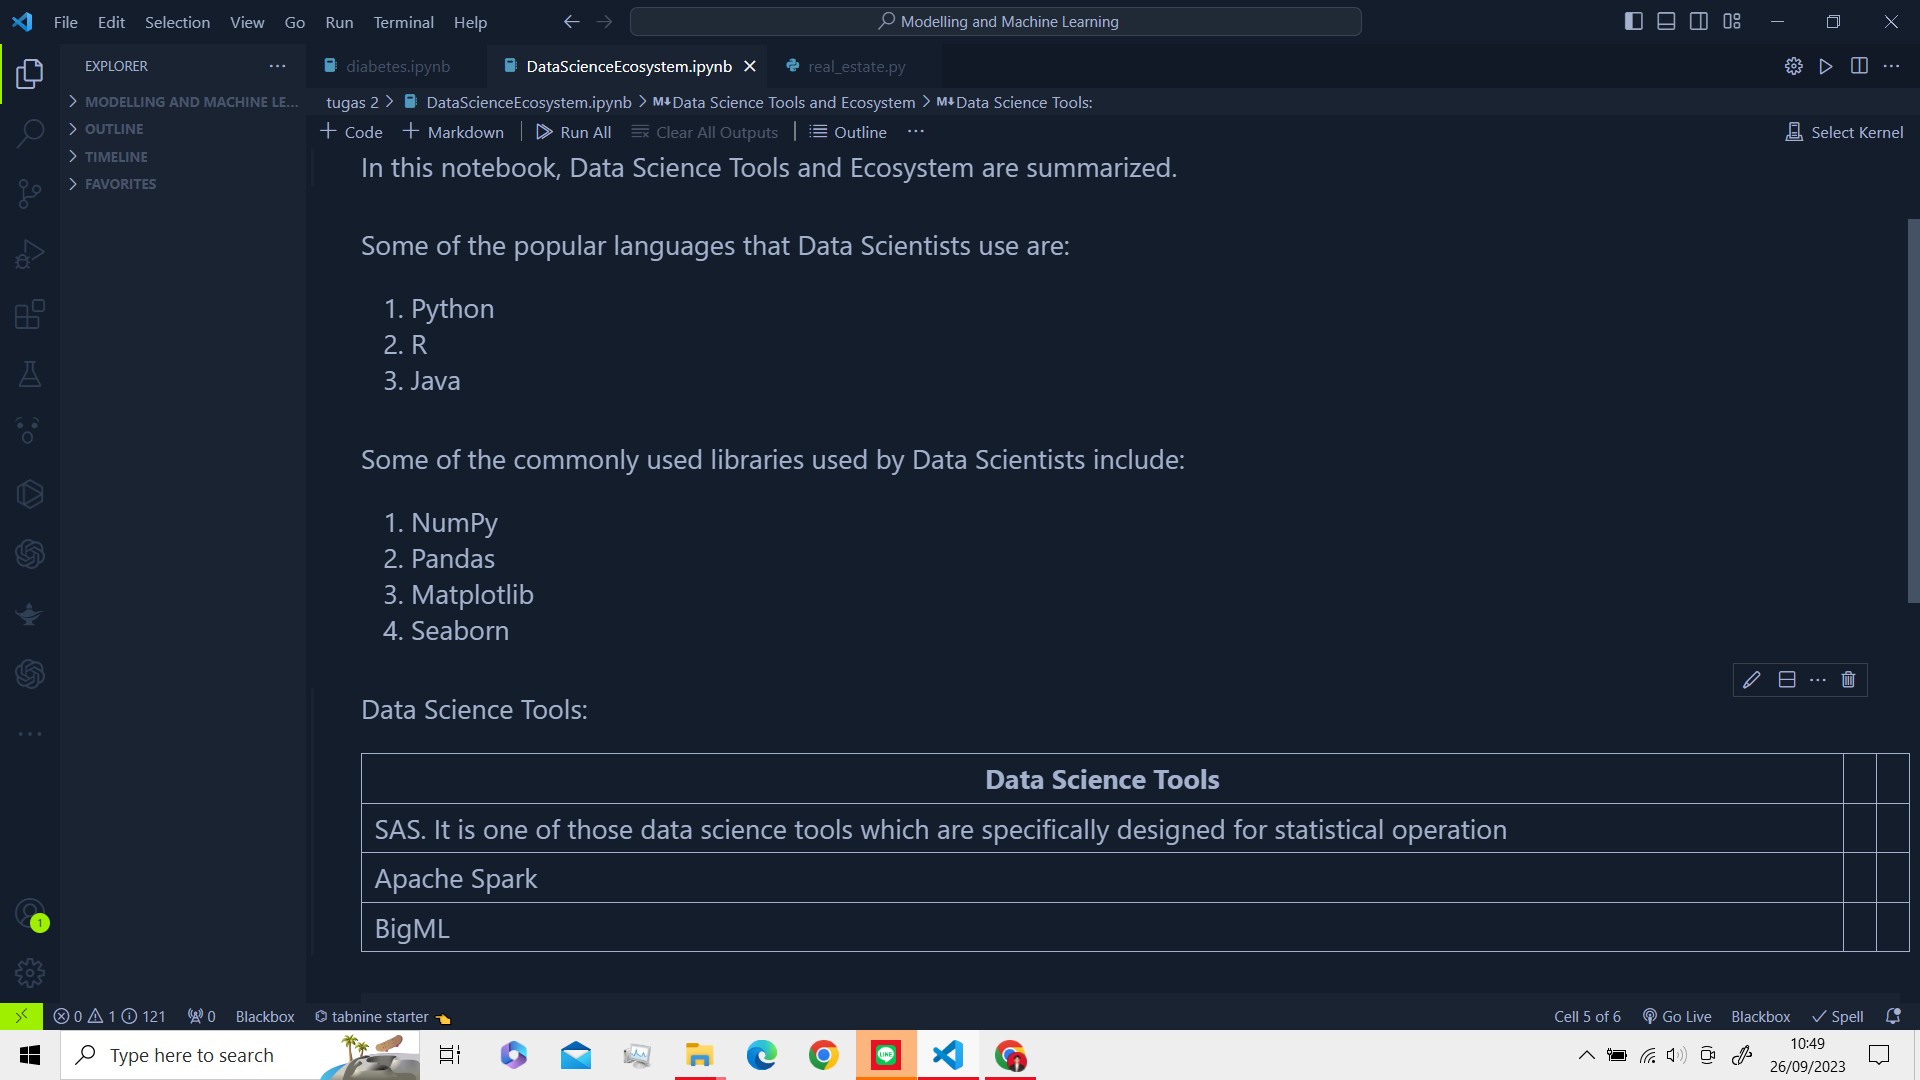 File Edit Selection View Go Run Terminal Help
Modelling and Machine Learning
EXPLORER
MODELLING AND MACHINE LE...
OUTLINE
TIMELINE
FAVORITES
diabetes.ipynb
DataScienceEcosystem.ipynb
real_estate.py
tugas 2 > DataScienceEcosystem.ipynb > M↓Data Science Tools and Ecosystem > M↓Data Science Tools:
+ Code + Markdown Run All Clear All Outputs Outline ...
Select Kernel
In this notebook, Data Science Tools and Ecosystem are summarized.
Some of the popular languages that Data Scientists use are:
1. Python
2. R
3. Java
Some of the commonly used libraries used by Data Scientists include:
1. NumPy
2. Pandas
3. Matplotlib
4. Seaborn
Data Science Tools:
Data Science Tools
SAS. It is one of those data science tools which are specifically designed for statistical operation
Apache Spark
BigML
1
0 1 121 0 Blackbox tabnine starter
Cell 5 of 6 Go Live Blackbox Spell
Type here to search
LINE
10:49
26/09/2023